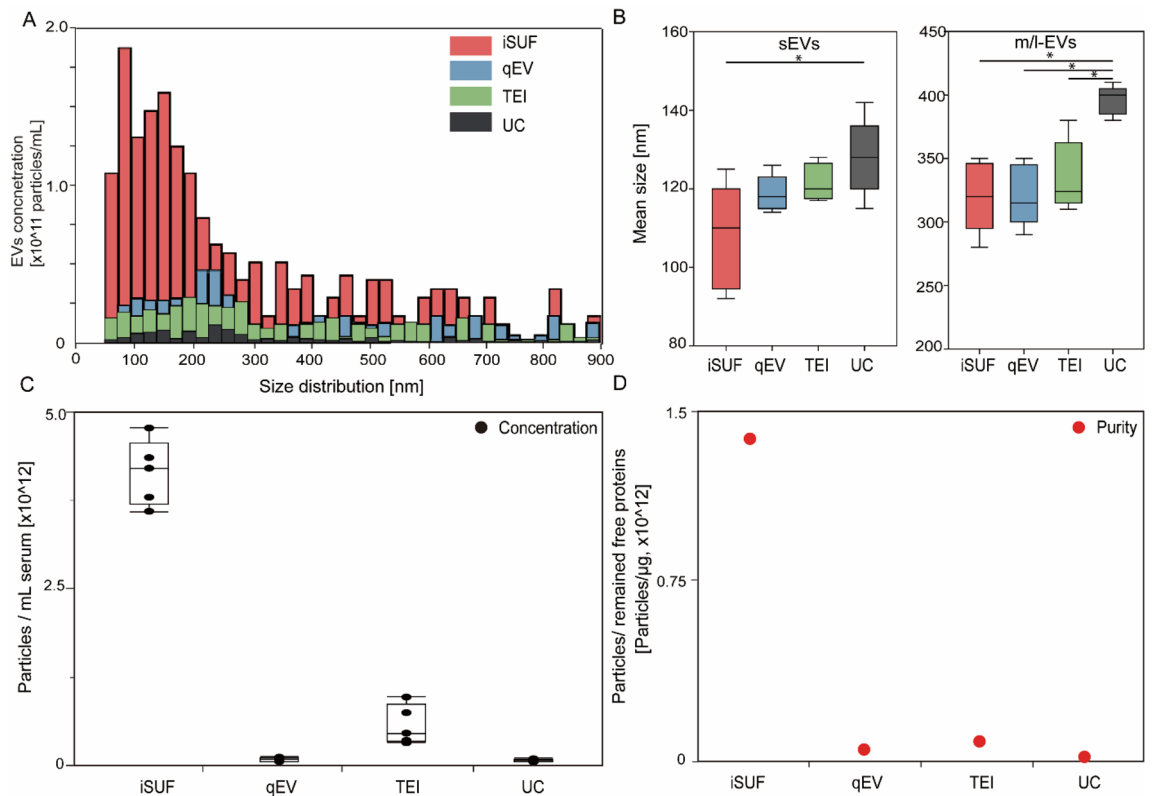 A
2.0
1.0
0
EVs concnetration
[x10^11 particles/mL]
iSUF
qEV
TEI
UC
0 100 200 300 400 500 600 700 800 900
Size distribution [nm]
B
160
140
120
100
80
Mean size [nm]
sEVs
*
iSUF qEV TEI UC
450
400
350
300
250
200
m/l-EVs
*
*
*
iSUF qEV TEI UC
C
5.0
2.5
0
Particles / mL serum [x10^12]
Concentration
iSUF qEV TEI UC
D
1.5
0.75
0
Particles/ remained free proteins
[Particles/µg, x10^12]
Purity
iSUF qEV TEI UC